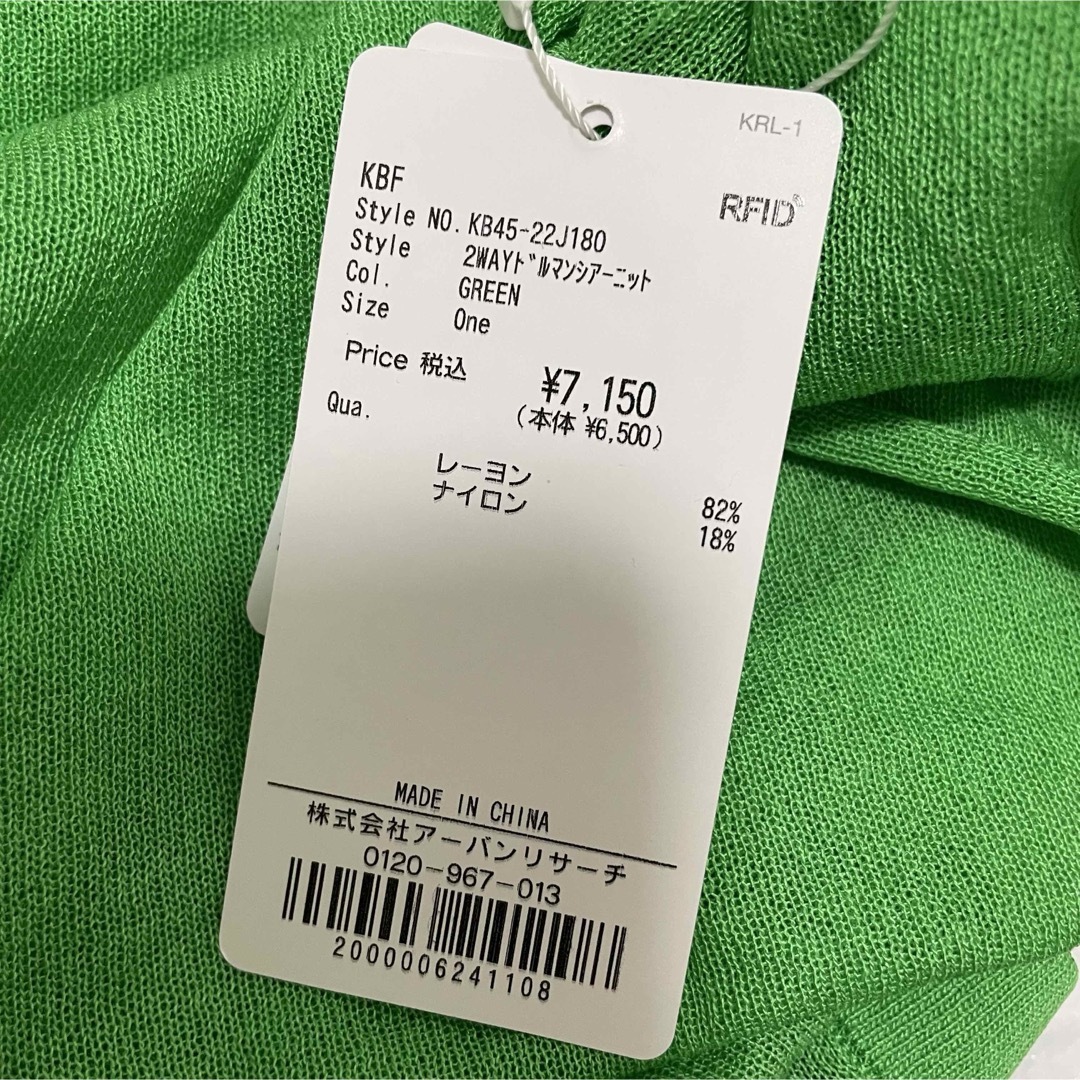 KRL-1
RFID
KBF
Style NO. KB45-22J180
Style 2WAYﾄﾞﾙﾏﾝｼｱｰﾆｯﾄ
Col. GREEN
Size One
Price 税込 ¥7,150
(本体 ¥6,500)
Qua.
レーヨン 82%
ナイロン 18%
MADE IN CHINA
株式会社アーバンリサーチ
0120-967-013
2000006241108